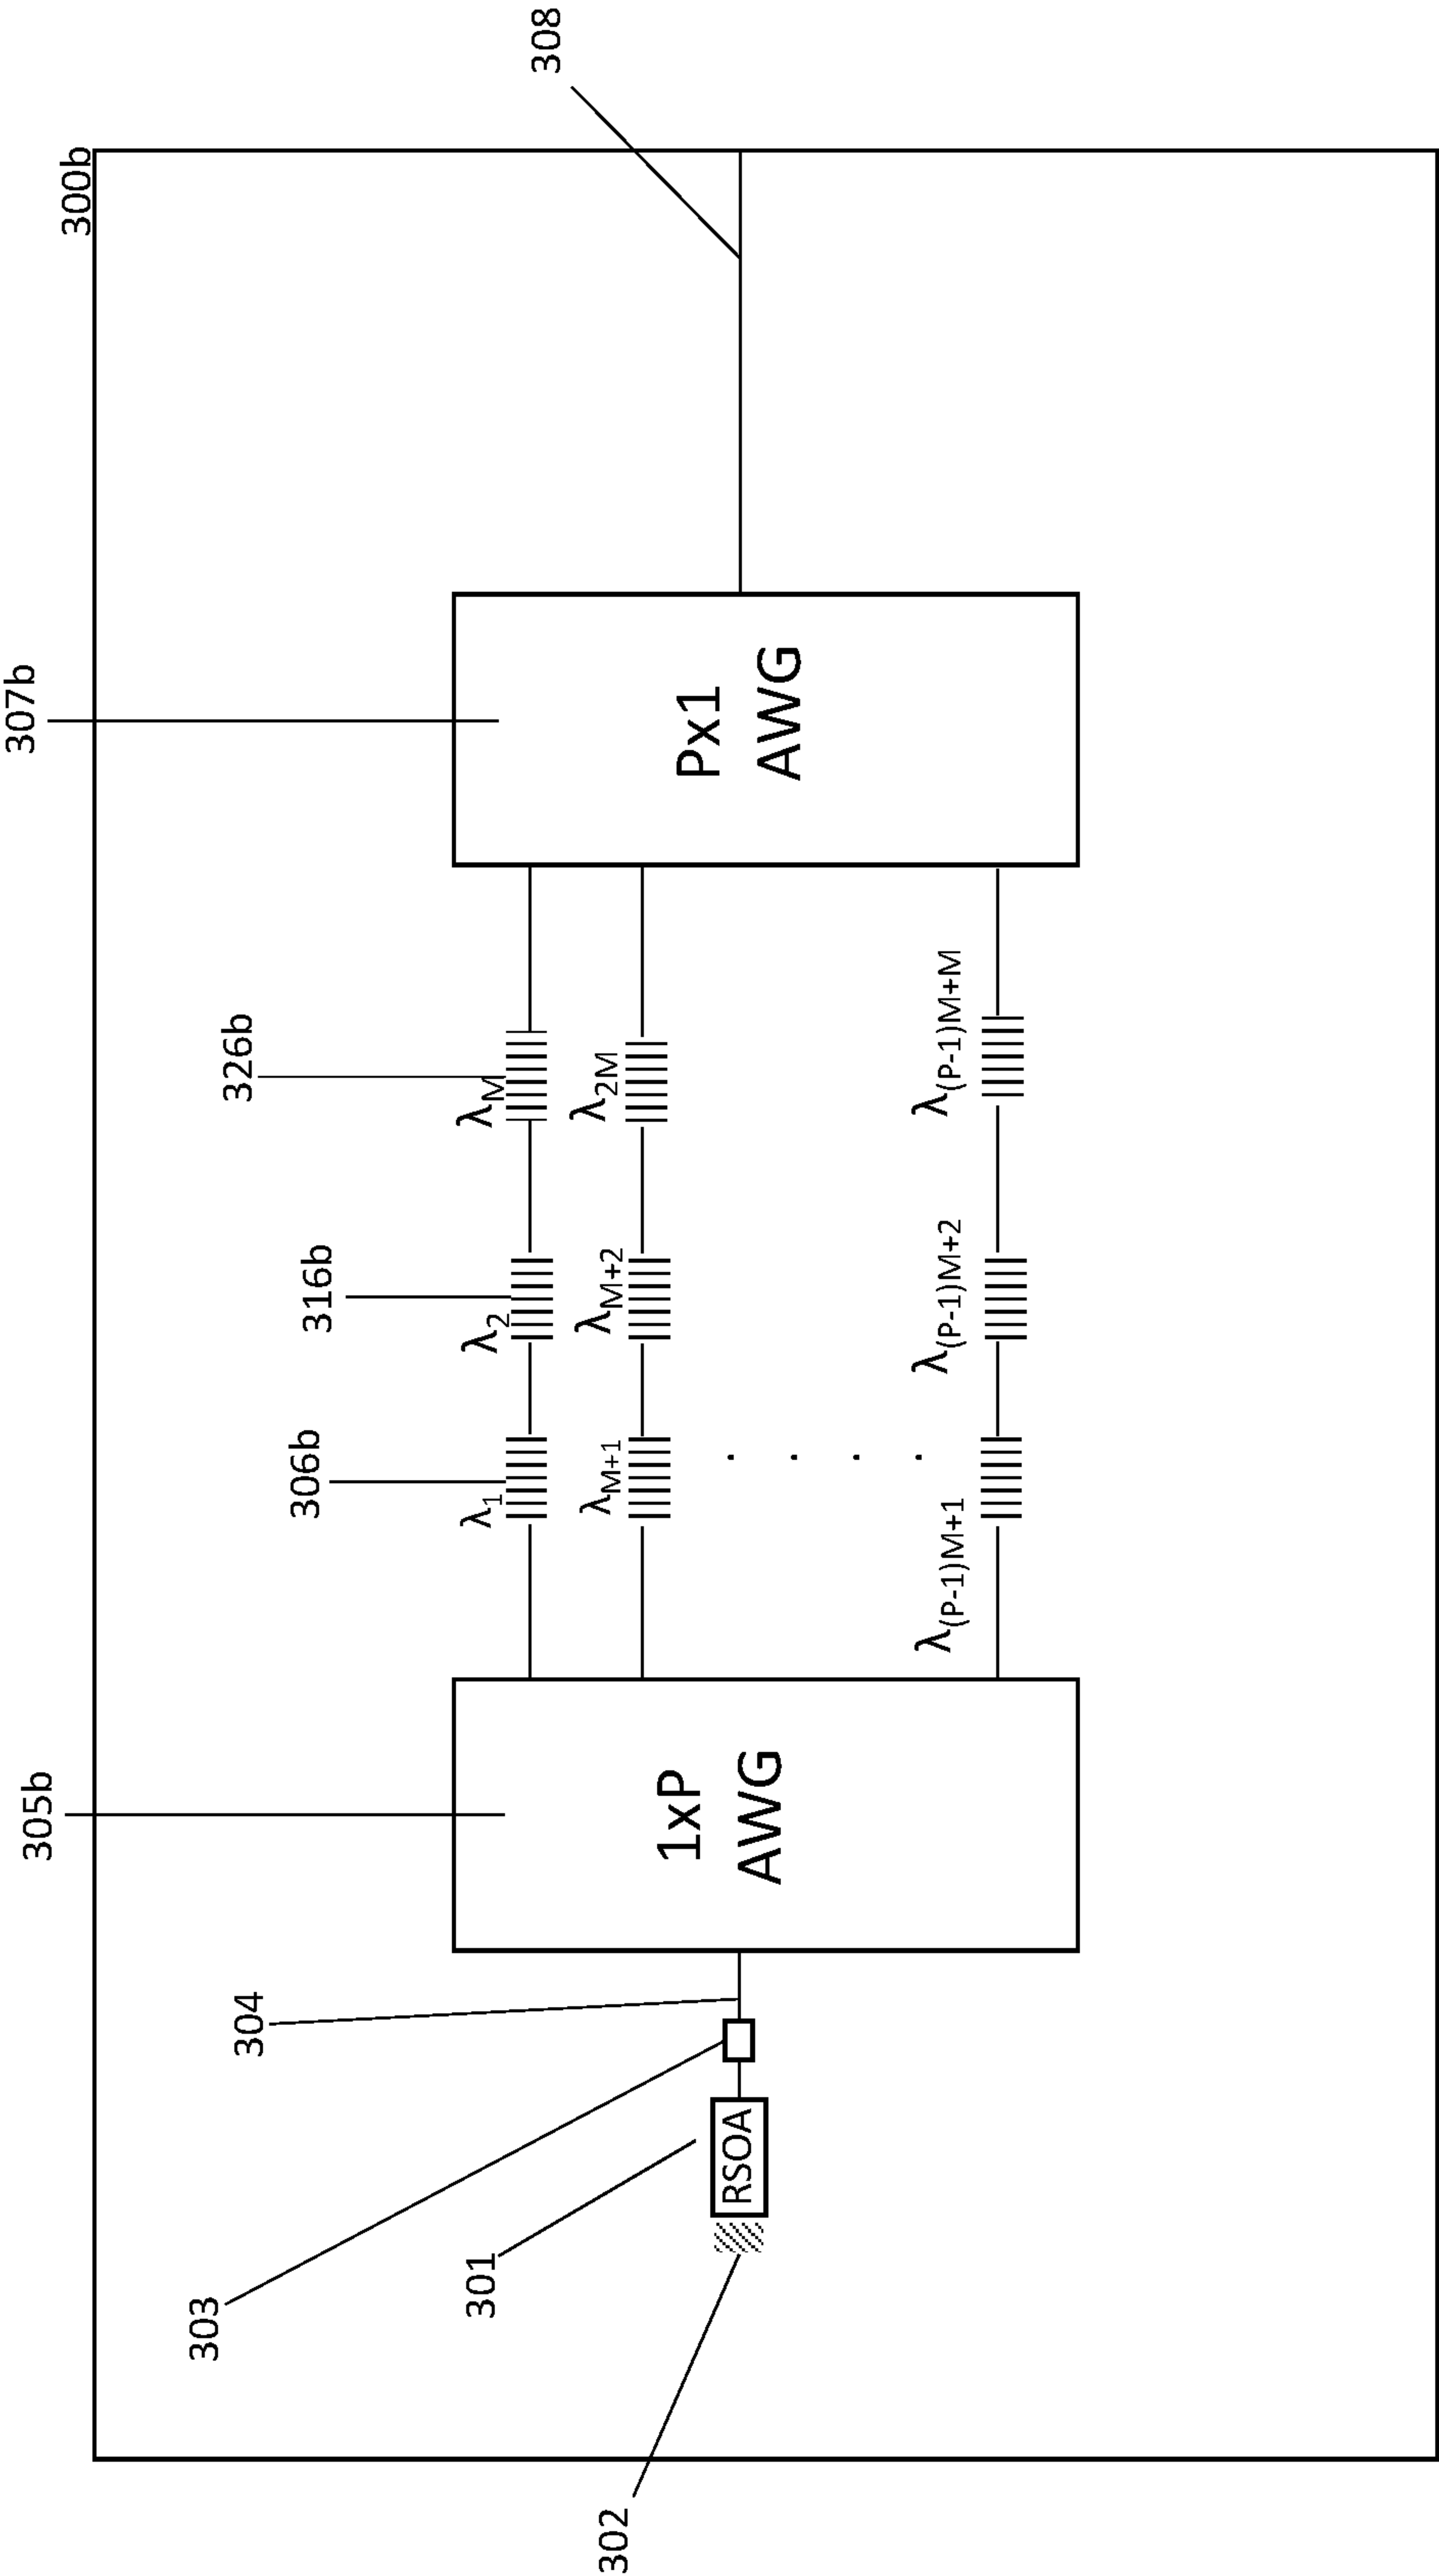 300b
305b
307b
308
303
304
306b
316b
326b
301
302
RSOA
1xP
AWG
Px1
AWG
λ1
λ2
λM
λM+1
λM+2
λ2M
. . . .
λ(P-1)M+1
λ(P-1)M+2
λ(P-1)M+M